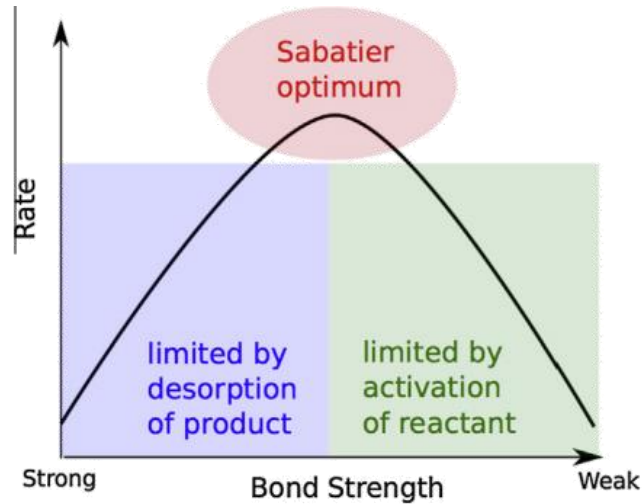 Sabatier
optimum
Rate
limited by
desorption
of product
limited by
activation
of reactant
Strong
Bond Strength
Weak